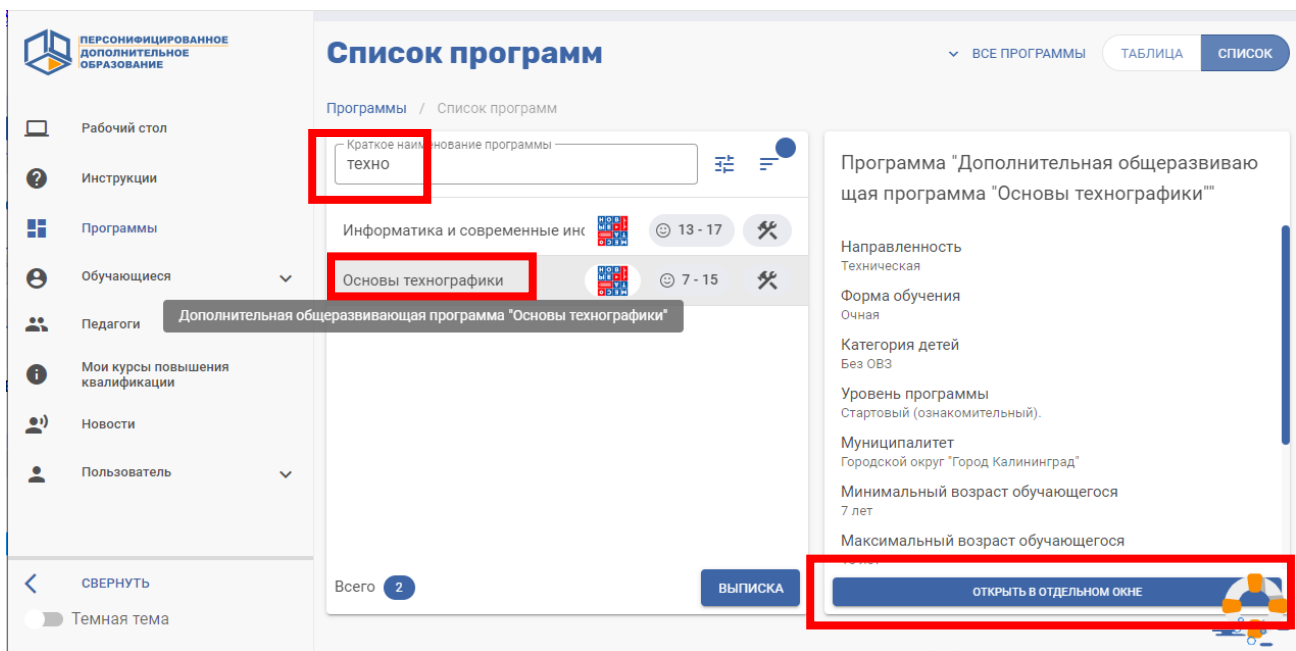 ПЕРСОНИФИЦИРОВАННОЕ
ДОПОЛНИТЕЛЬНОЕ
ОБРАЗОВАНИЕ
Рабочий стол
Инструкции
Программы
Обучающиеся
Педагоги
Мои курсы повышения
квалификации
Новости
Пользователь
СВЕРНУТЬ
Темная тема
Список программ
ВСЕ ПРОГРАММЫ
ТАБЛИЦА
СПИСОК
Программы / Список программ
Краткое наименование программы
техно
Информатика и современные инс
13 - 17
Основы технографики
7 - 15
Дополнительная общеразвивающая программа "Основы технографики"
Всего 2
ВЫПИСКА
Программа "Дополнительная общеразвиваю
щая программа "Основы технографики""
Направленность
Техническая
Форма обучения
Очная
Категория детей
Без ОВЗ
Уровень программы
Стартовый (ознакомительный).
Муниципалитет
Городской округ "Город Калининград"
Минимальный возраст обучающегося
7 лет
Максимальный возраст обучающегося
ОТКРЫТЬ В ОТДЕЛЬНОМ ОКНЕ